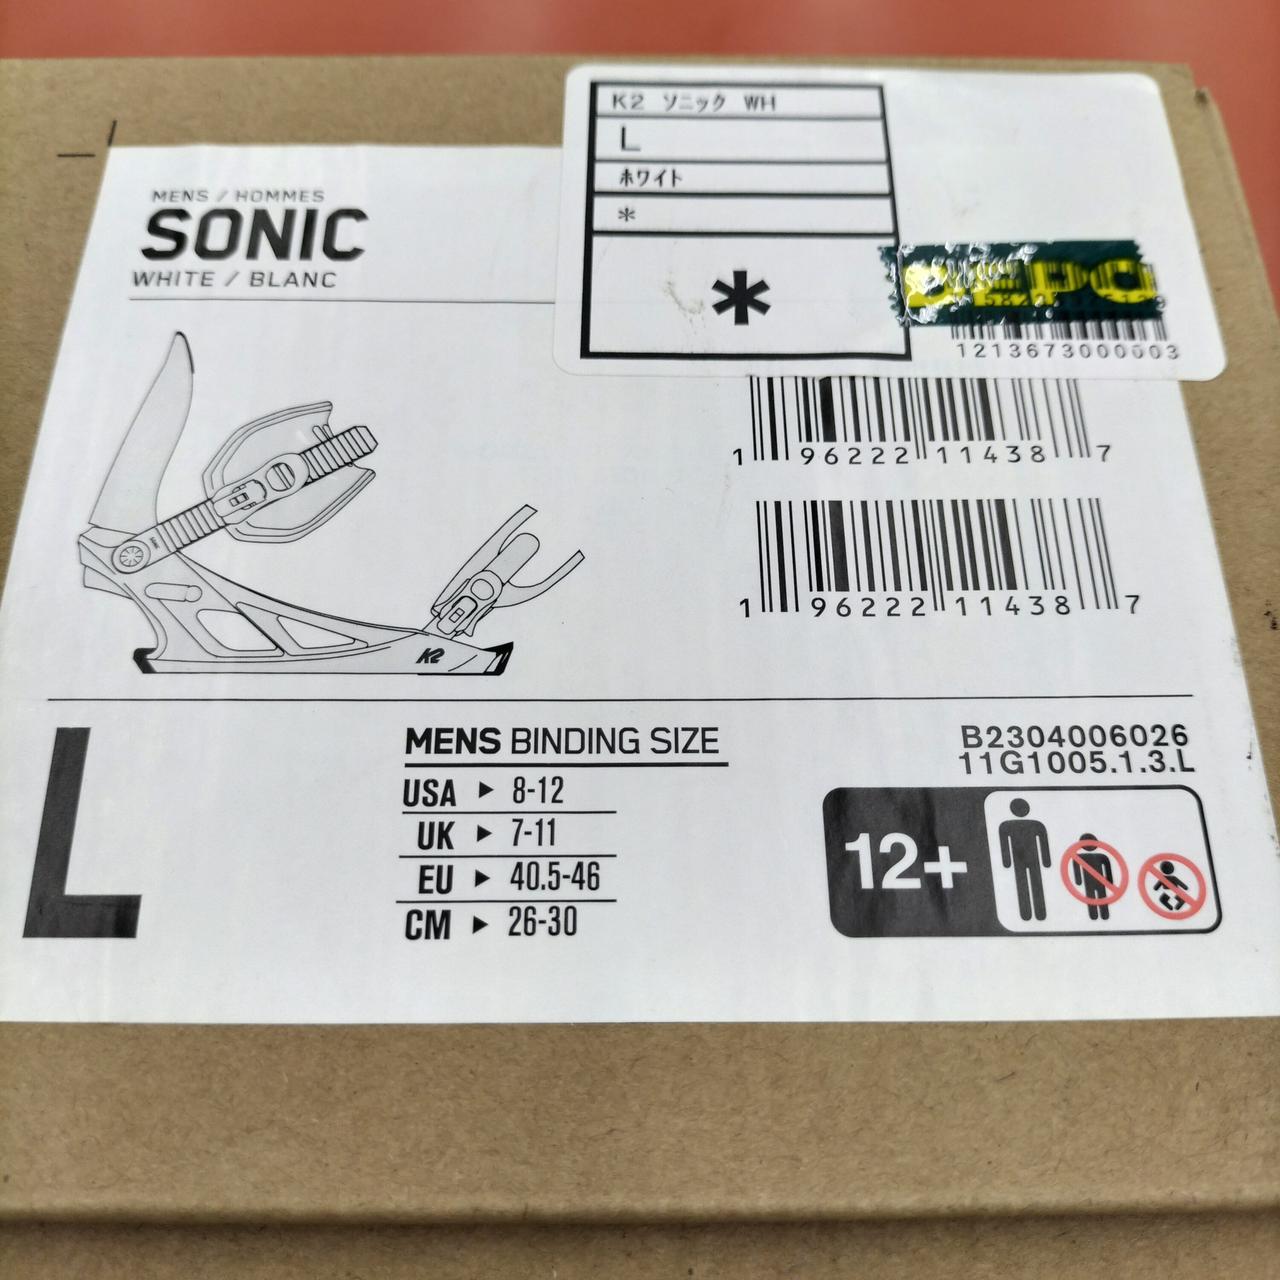 K2 ソニック WH
L
ホワイト
*
*
1213673000003
MENS / HOMMES
SONIC
WHITE / BLANC
1 96222 11438 7
1 96222 11438 7
K2
L
MENS BINDING SIZE
USA ▶ 8-12
UK ▶ 7-11
EU ▶ 40.5-46
CM ▶ 26-30
B2304006026
11G1005.1.3.L
12+